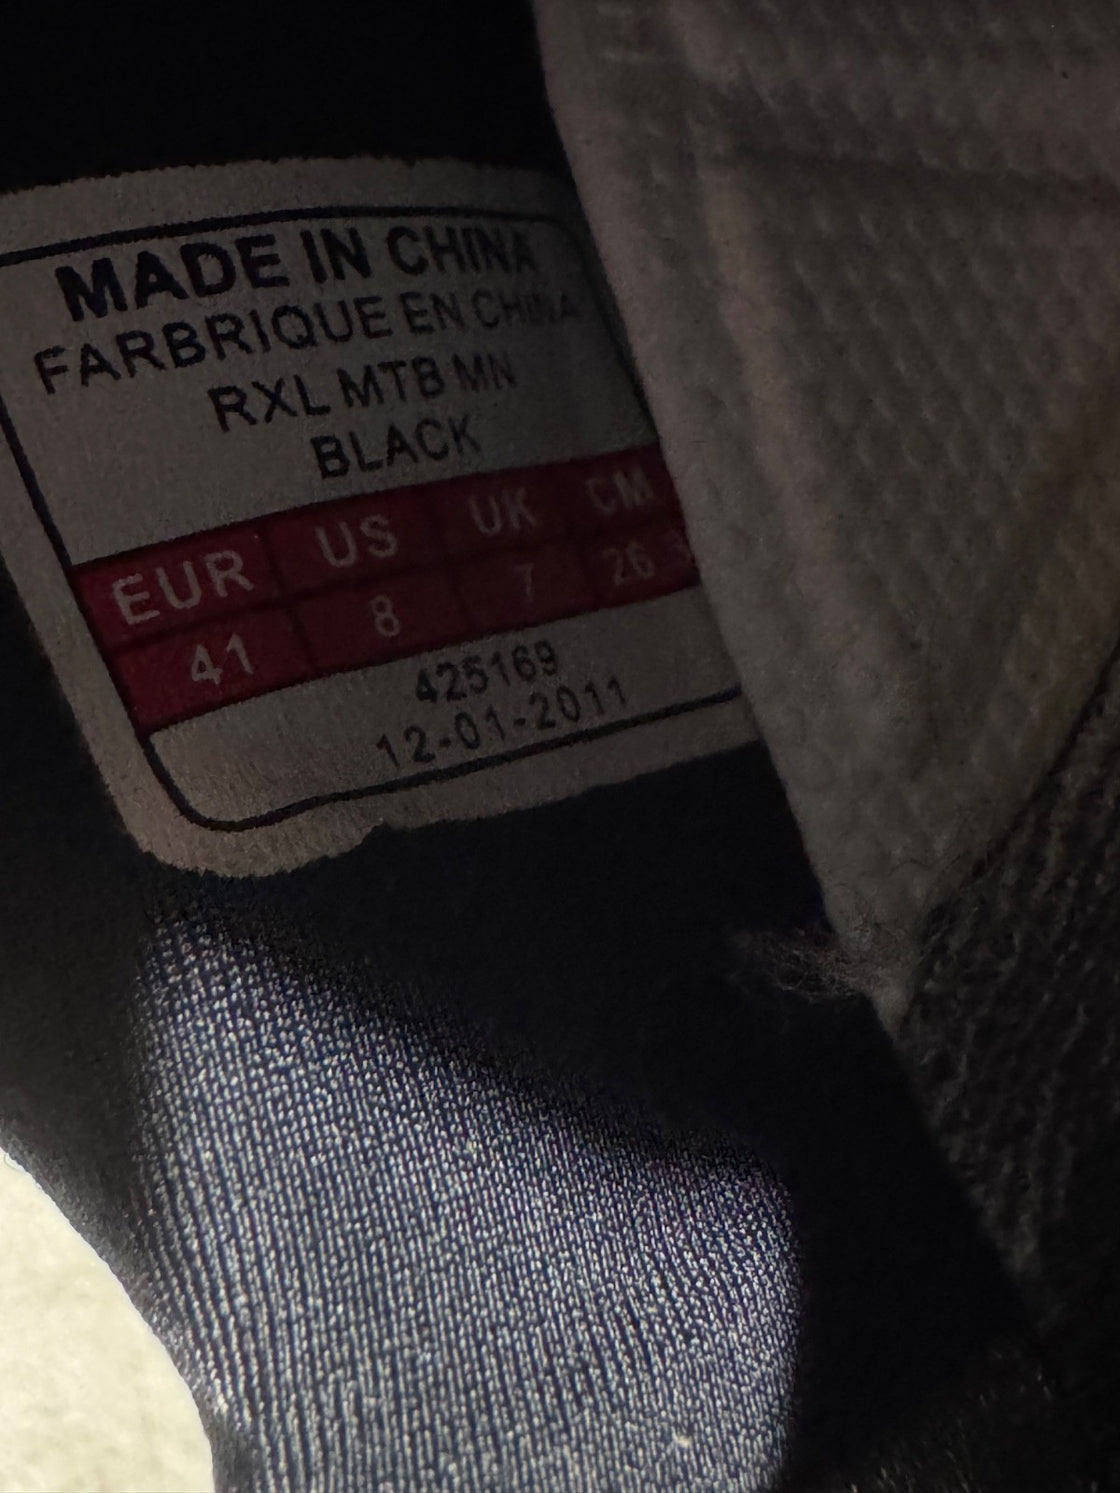 MADE IN CHINA
FARBRIQUE EN CHINA
RXL MTB MN
BLACK
EUR US UK CM
41 8 7 26.3
425169
12-01-2011